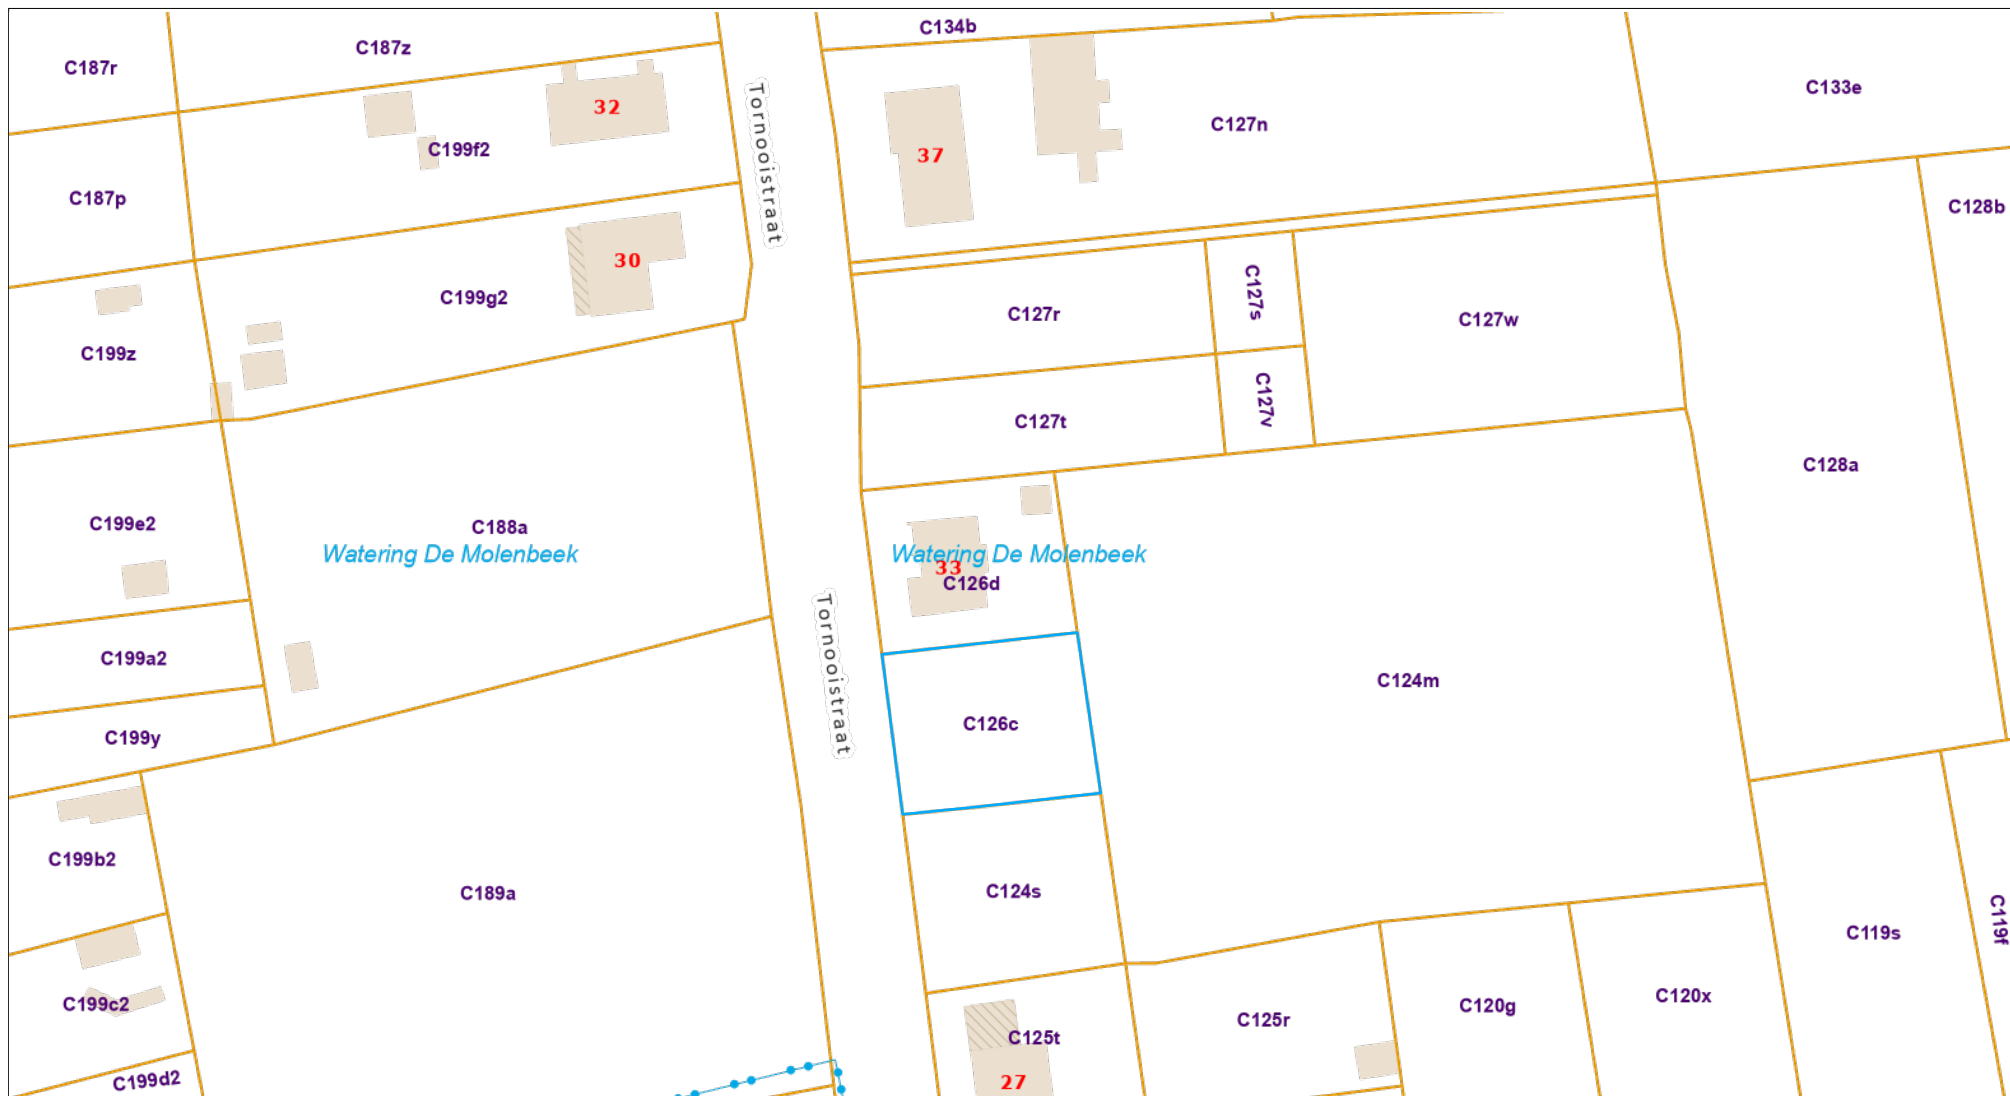 C134b
C187z
C187r
C133e
32
Tornooistraat
C127n
C199f2
37
C187p
C128b
30
C199g2
C127s
C127r
C127w
C199z
C127v
C127t
C128a
C199e2
C188a
Watering De Molenbeek
Watering De Molenbeek
33
C126d
Tornooistraat
C199a2
C124m
C126c
C199y
C199b2
C189a
C124s
C119f
C119s
C199c2
C120x
C120g
C125r
C125t
C199d2
27